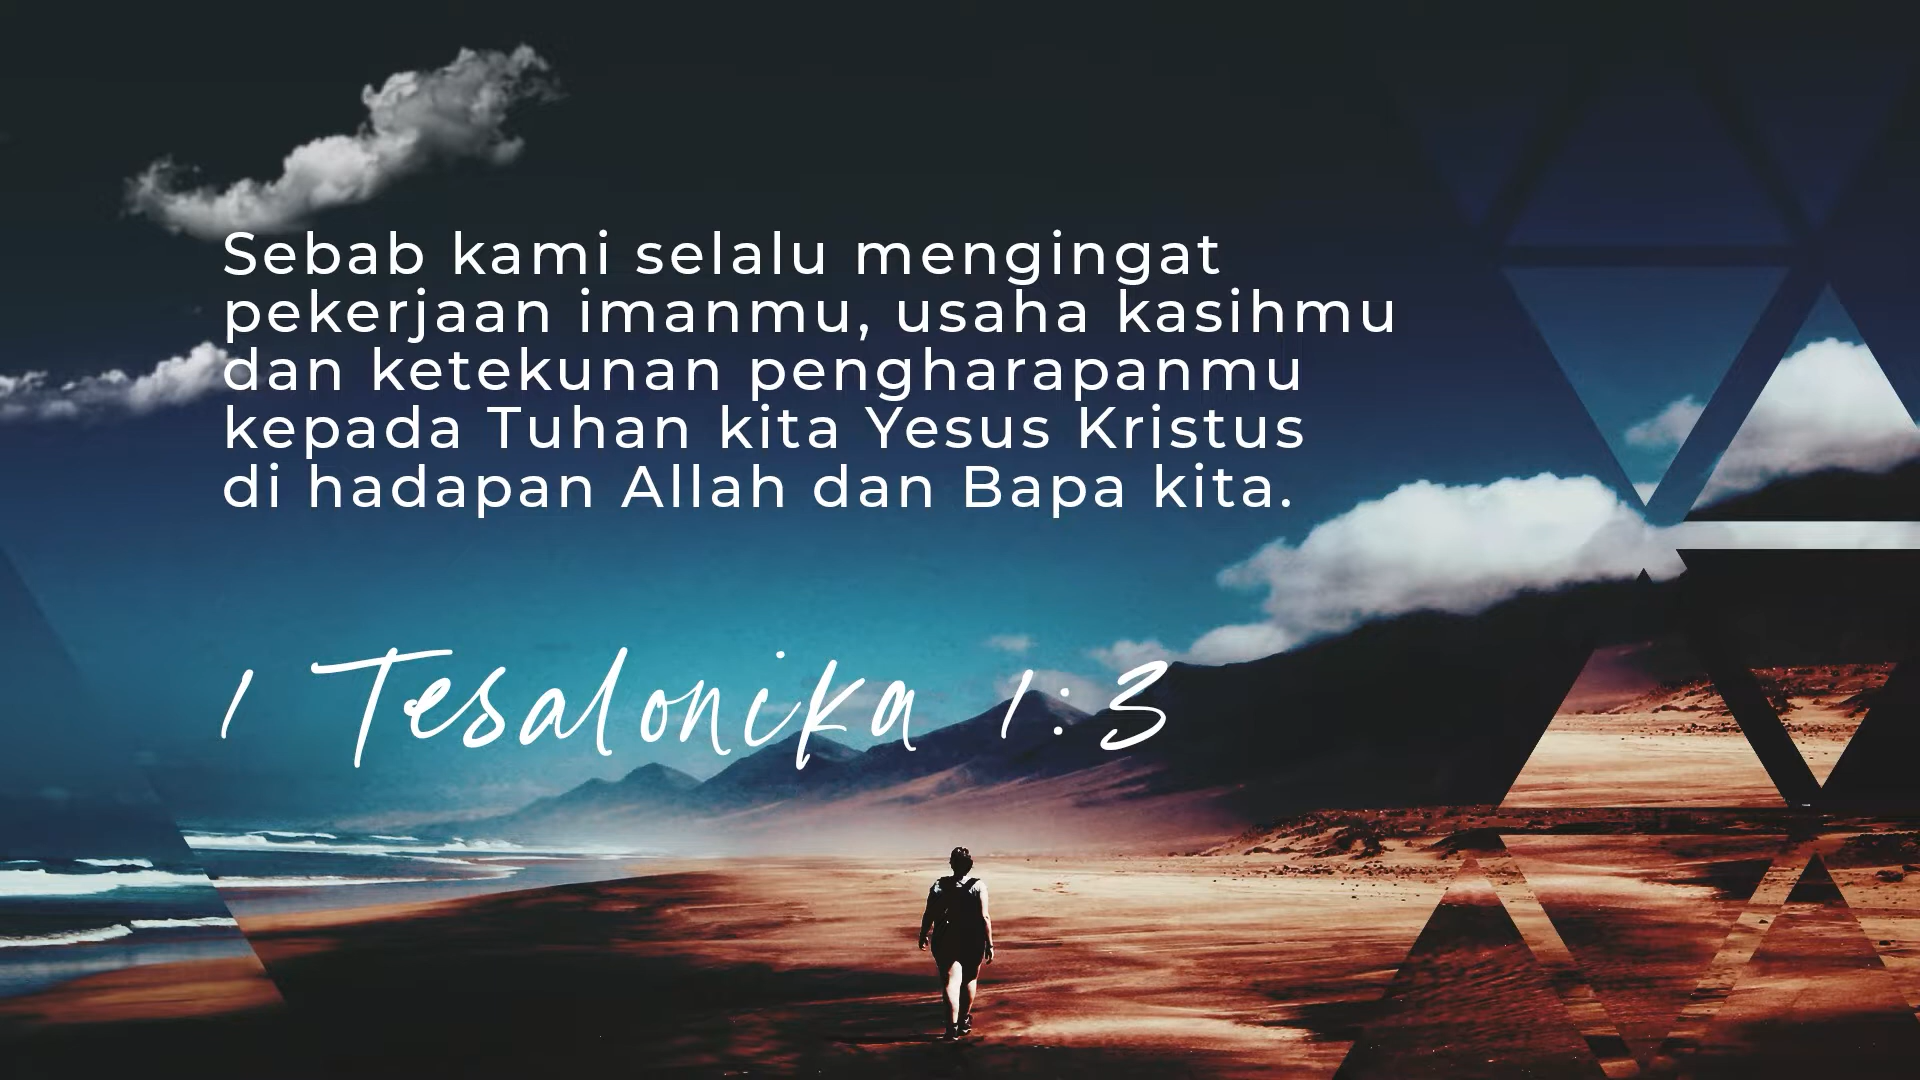 Sebab kami selalu mengingat
pekerjaan imanmu, usaha kasihmu
dan ketekunan pengharapanmu
kepada Tuhan kita Yesus Kristus
di hadapan Allah dan Bapa kita.
1 Tesalonika 1:3